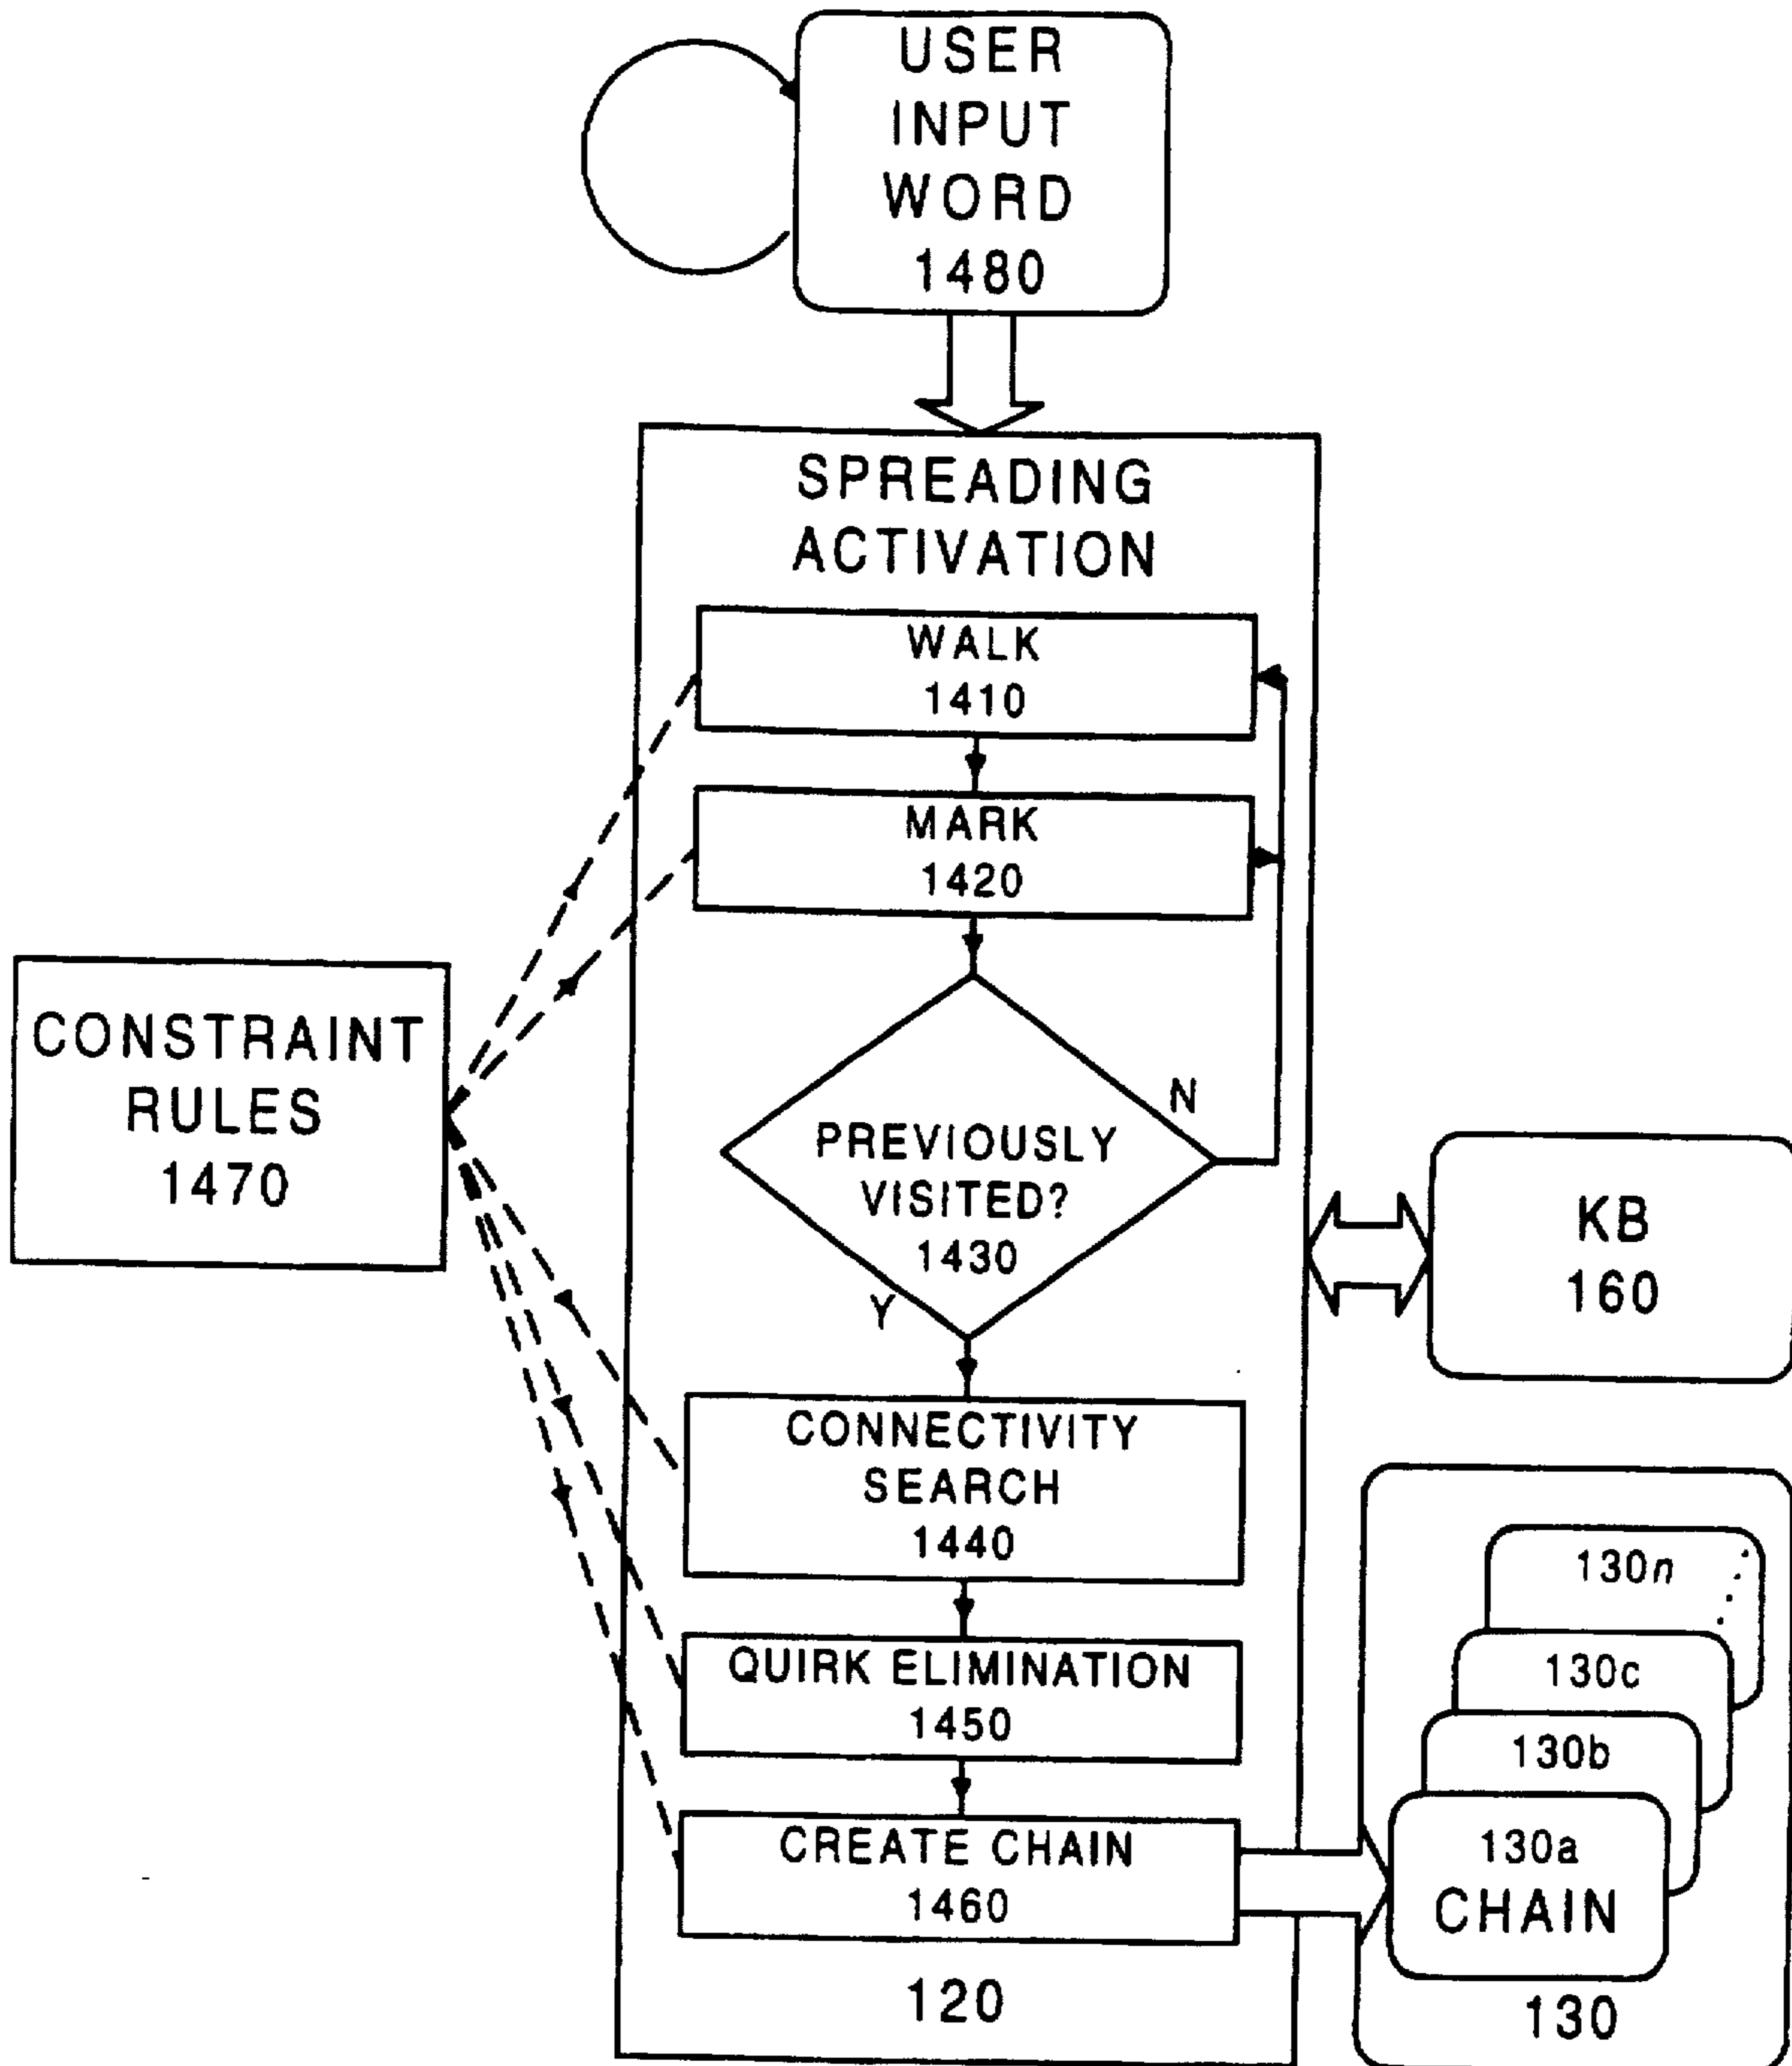 USER
INPUT
WORD
1480
SPREADING
ACTIVATION
WALK
1410
MARK
1420
CONSTRAINT
RULES
1470
N
PREVIOUSLY
VISITED?
1430
Y
KB
160
CONNECTIVITY
SEARCH
1440
QUIRK ELIMINATION
1450
CREATE CHAIN
1460
120
130n
130c
130b
130a
CHAIN
130